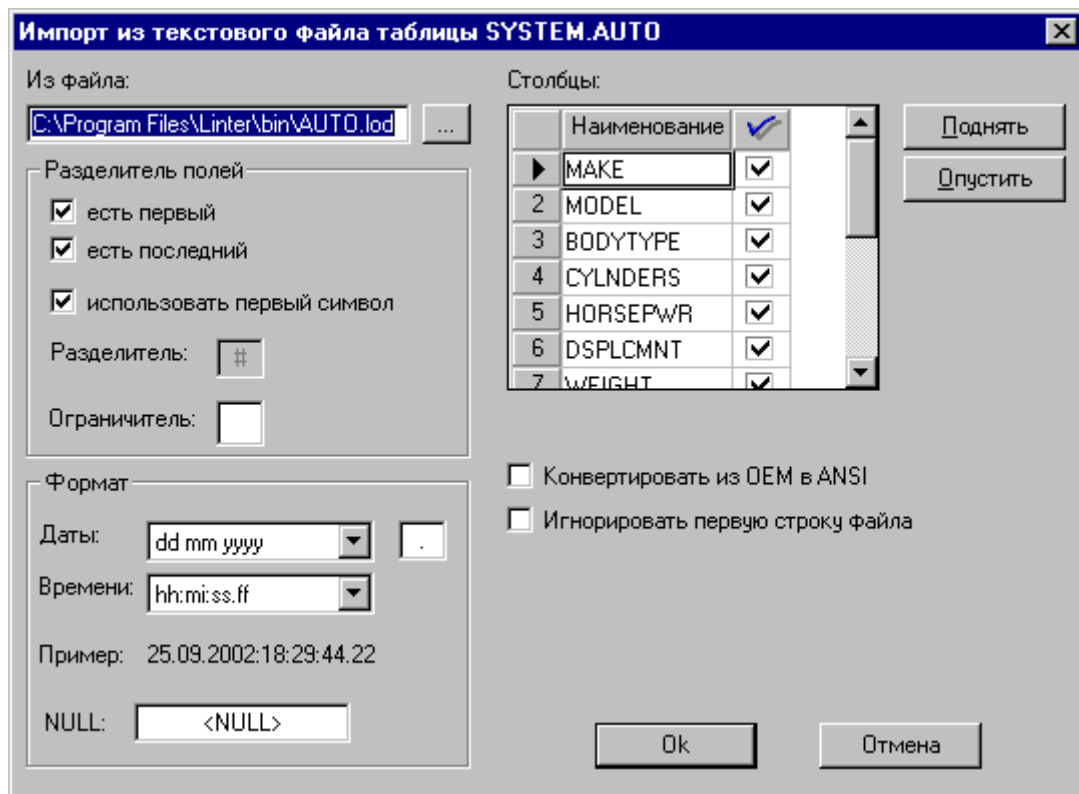 Импорт из текстового файла таблицы SYSTEM.AUTO
Из файла:
C:\Program Files\Linter\bin\AUTO.lod
...
Разделитель полей
есть первый
есть последний
использовать первый символ
Разделитель: #
Ограничитель:
Формат
Даты: dd mm yyyy .
Времени: hh:mi:ss.ff
Пример: 25.09.2002:18:29:44.22
NULL: <NULL>
Столбцы:
Наименование
MAKE
2 MODEL
3 BODYTYPE
4 CYLNDERS
5 HORSEPWR
6 DSPLCMNT
7 WEIGHT
Поднять
Опустить
Конвертировать из OEM в ANSI
Игнорировать первую строку файла
Ok
Отмена